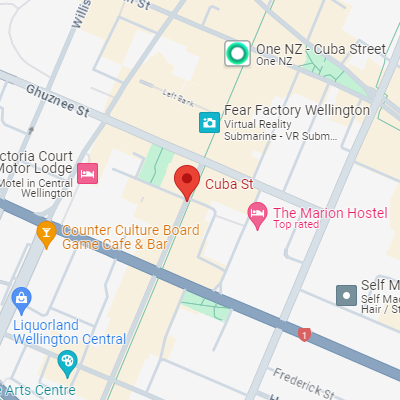 Willis
h St
One NZ - Cuba Street
One NZ
Left Bank
Ghuznee St
Fear Factory Wellington
Virtual Reality
Submarine - VR Subm...
ctoria Court
Motor Lodge
Motel in Central
Wellington
Cuba St
The Marion Hostel
Top rated
Counter Culture Board
Game Cafe & Bar
Self M
Self Mad
Hair / St
Liquorland
Wellington Central
1
Frederick St
e Arts Centre
H